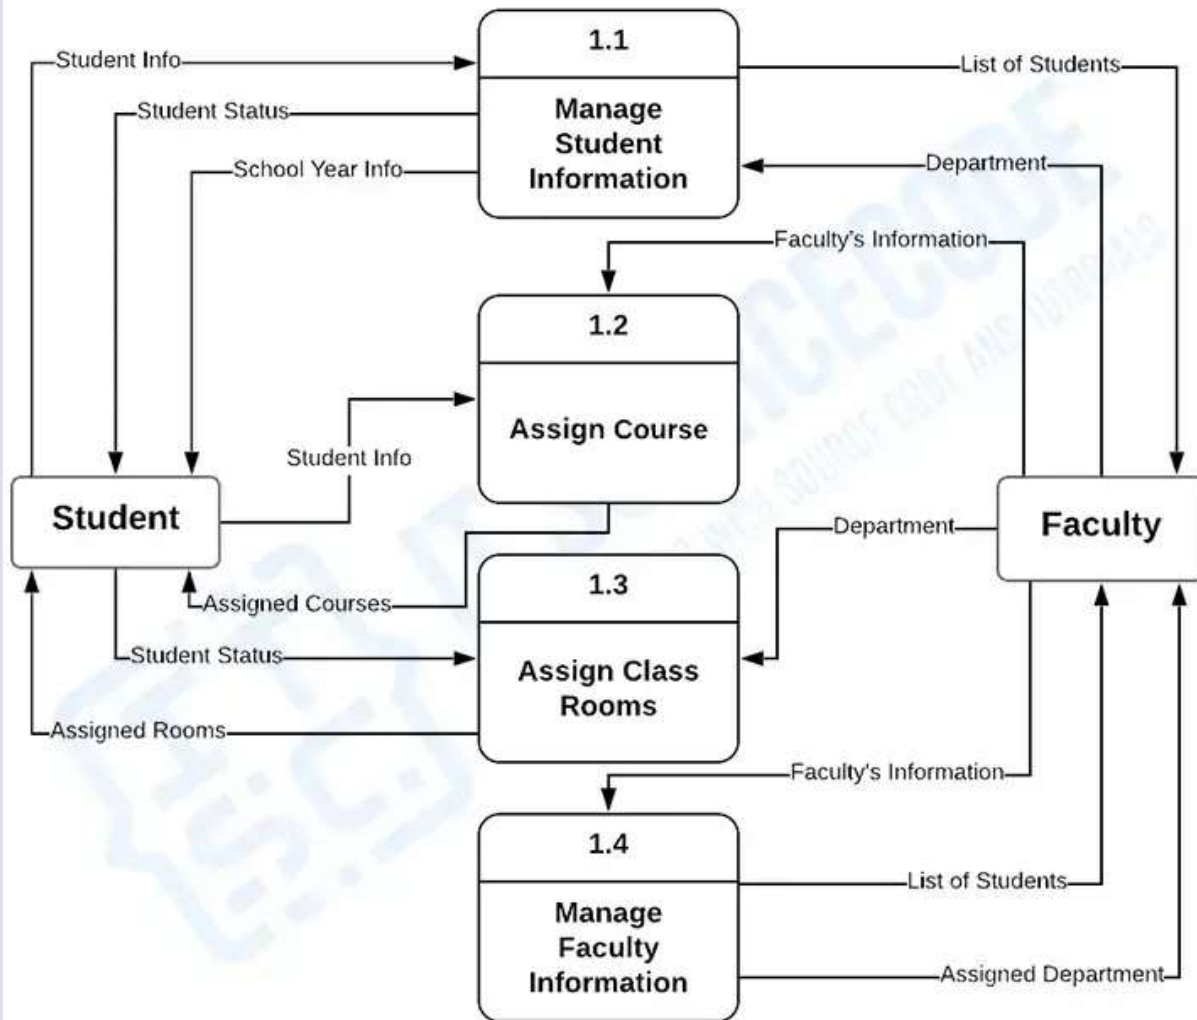 1.1
Student Info
List of Students
Manage
Student
Information
Student Status
School Year Info
Department
Faculty's Information
1.2
Assign Course
Student Info
Student
Faculty
Department
1.3
Assigned Courses
Student Status
Assign Class
Rooms
Assigned Rooms
Faculty's Information
1.4
List of Students
Manage
Faculty
Information
Assigned Department